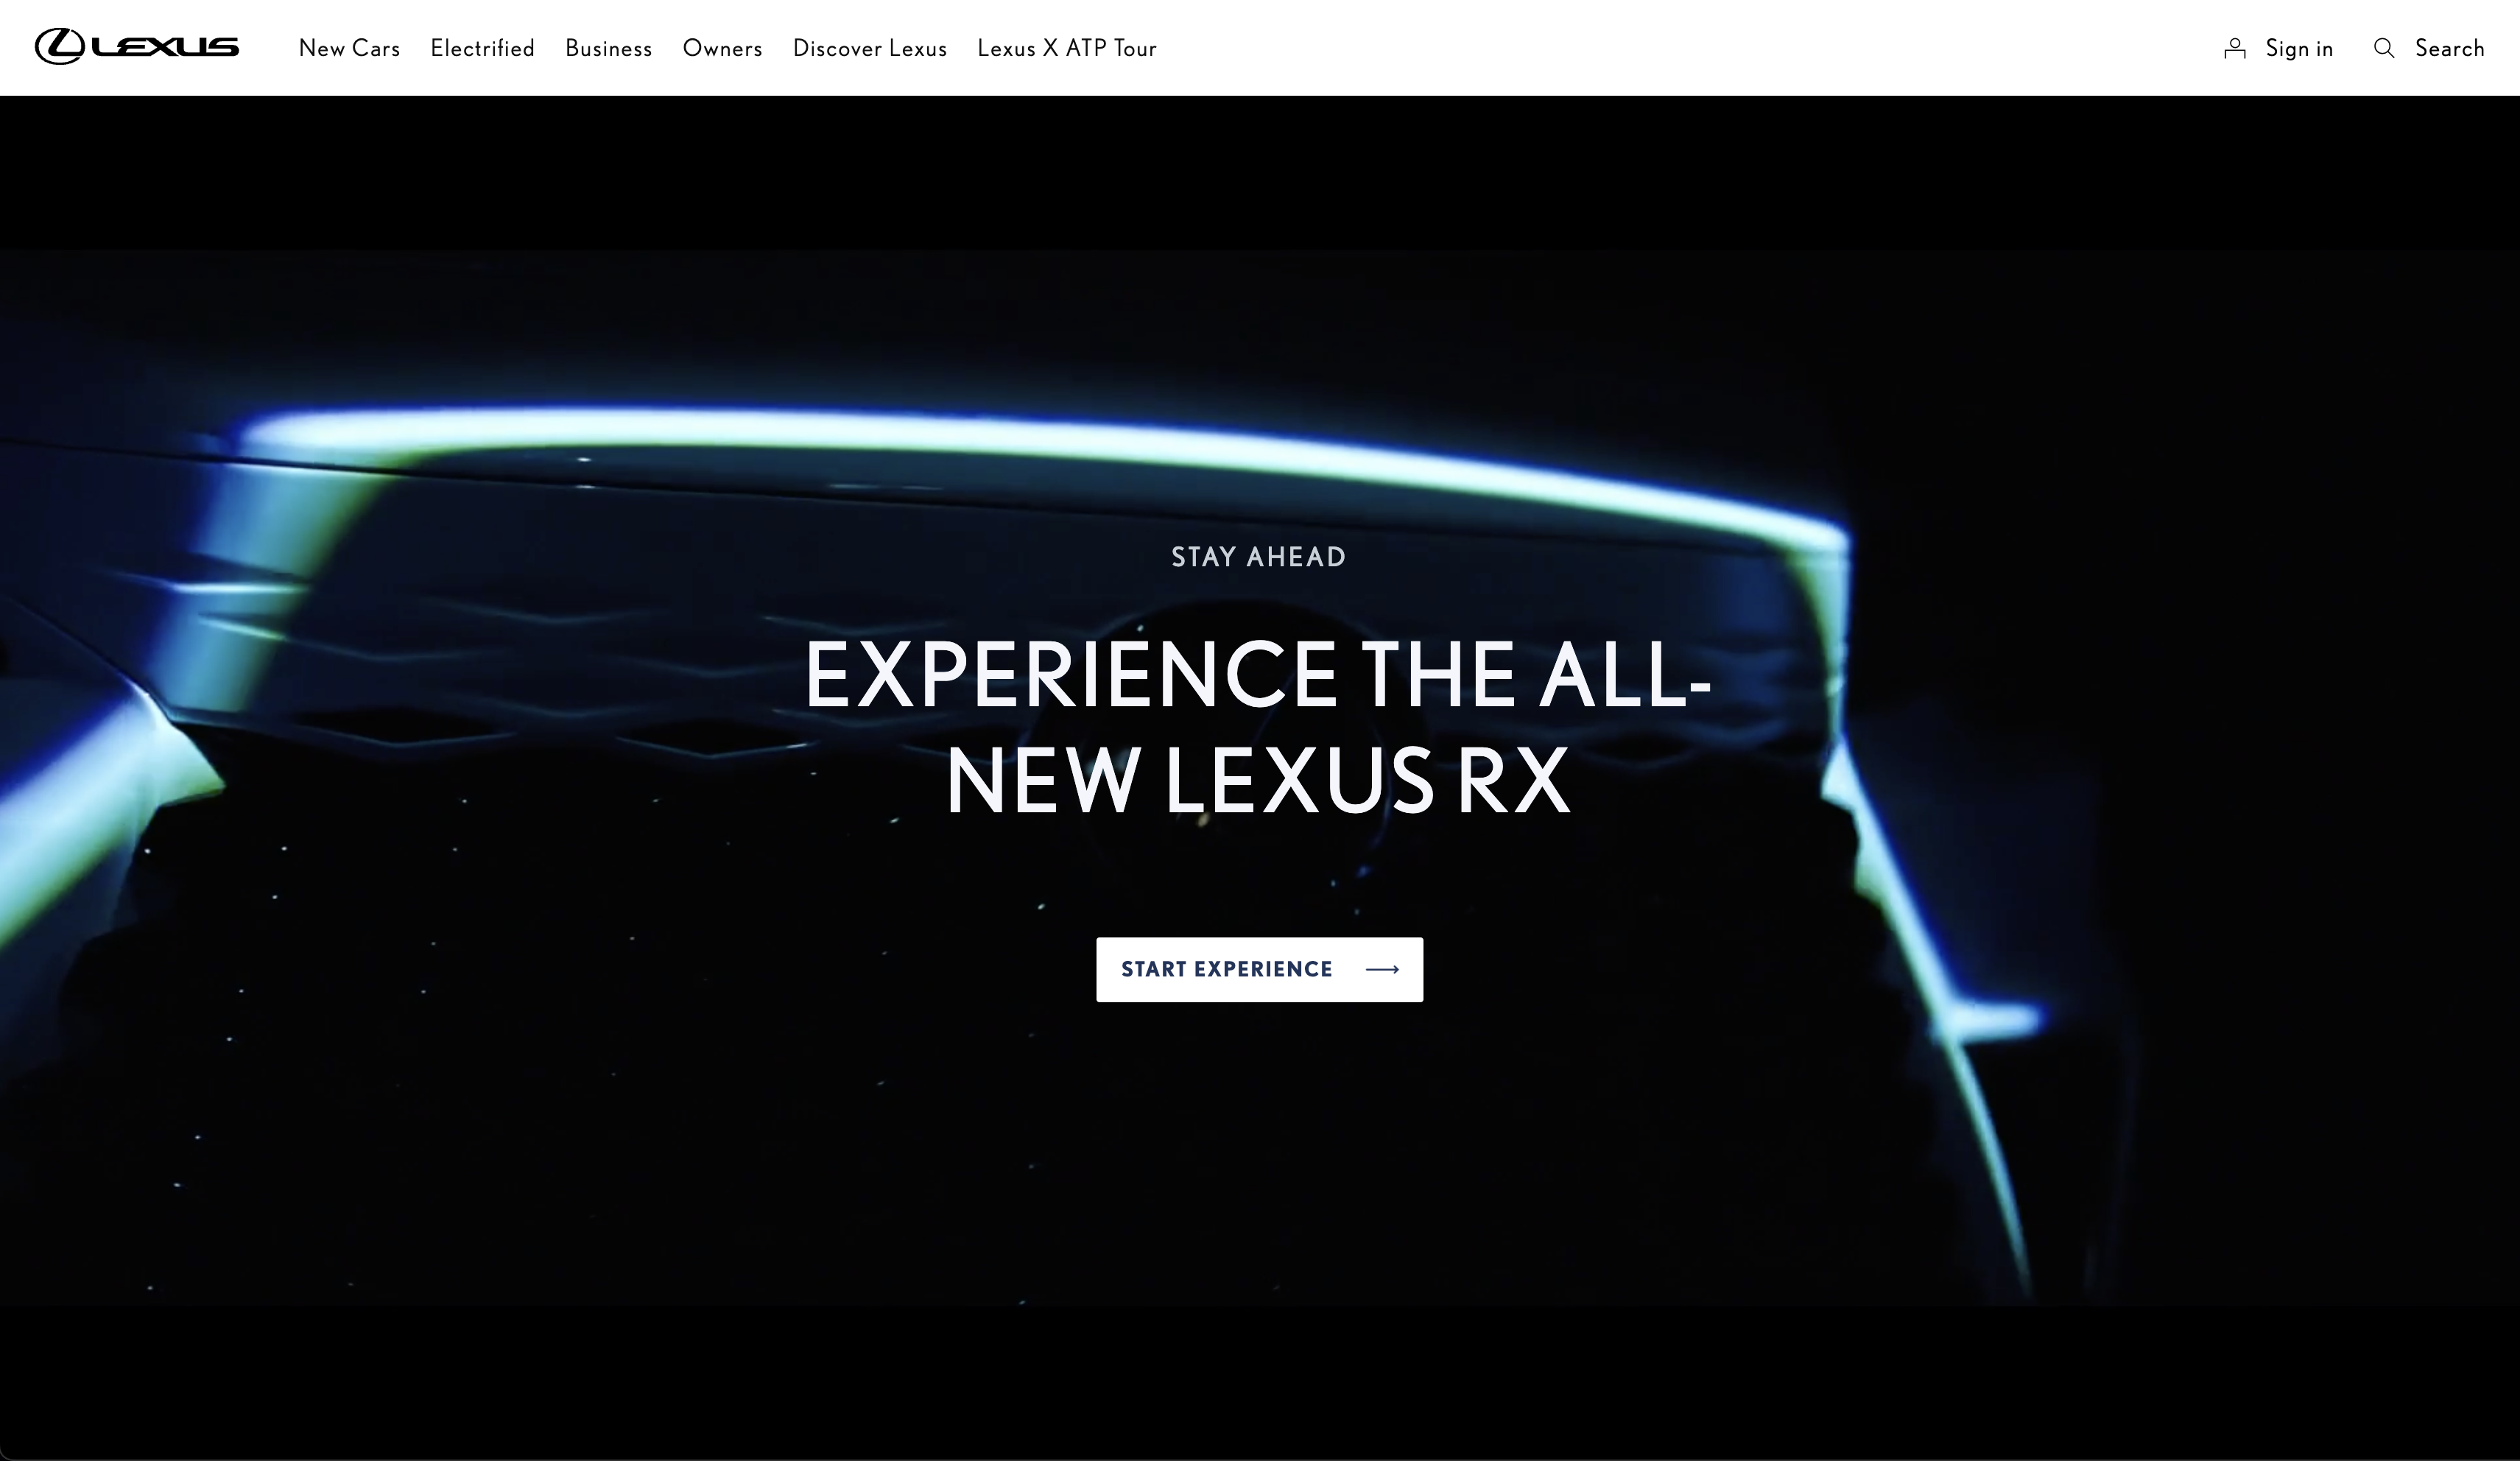 LEXUS
New Cars Electrified Business Owners Discover Lexus Lexus X ATP Tour Sign in Search
STAY AHEAD
EXPERIENCE THE ALL-
NEW LEXUS RX
START EXPERIENCE